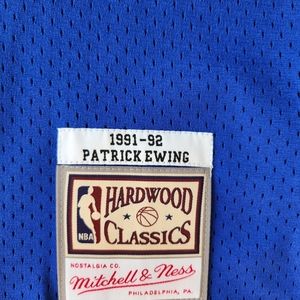 1991-92
PATRICK EWING
NBA
HARDWOOD
CLASSICS
NOSTALGIA CO.
Mitchell & Ness
PHILADELPHIA, PA.